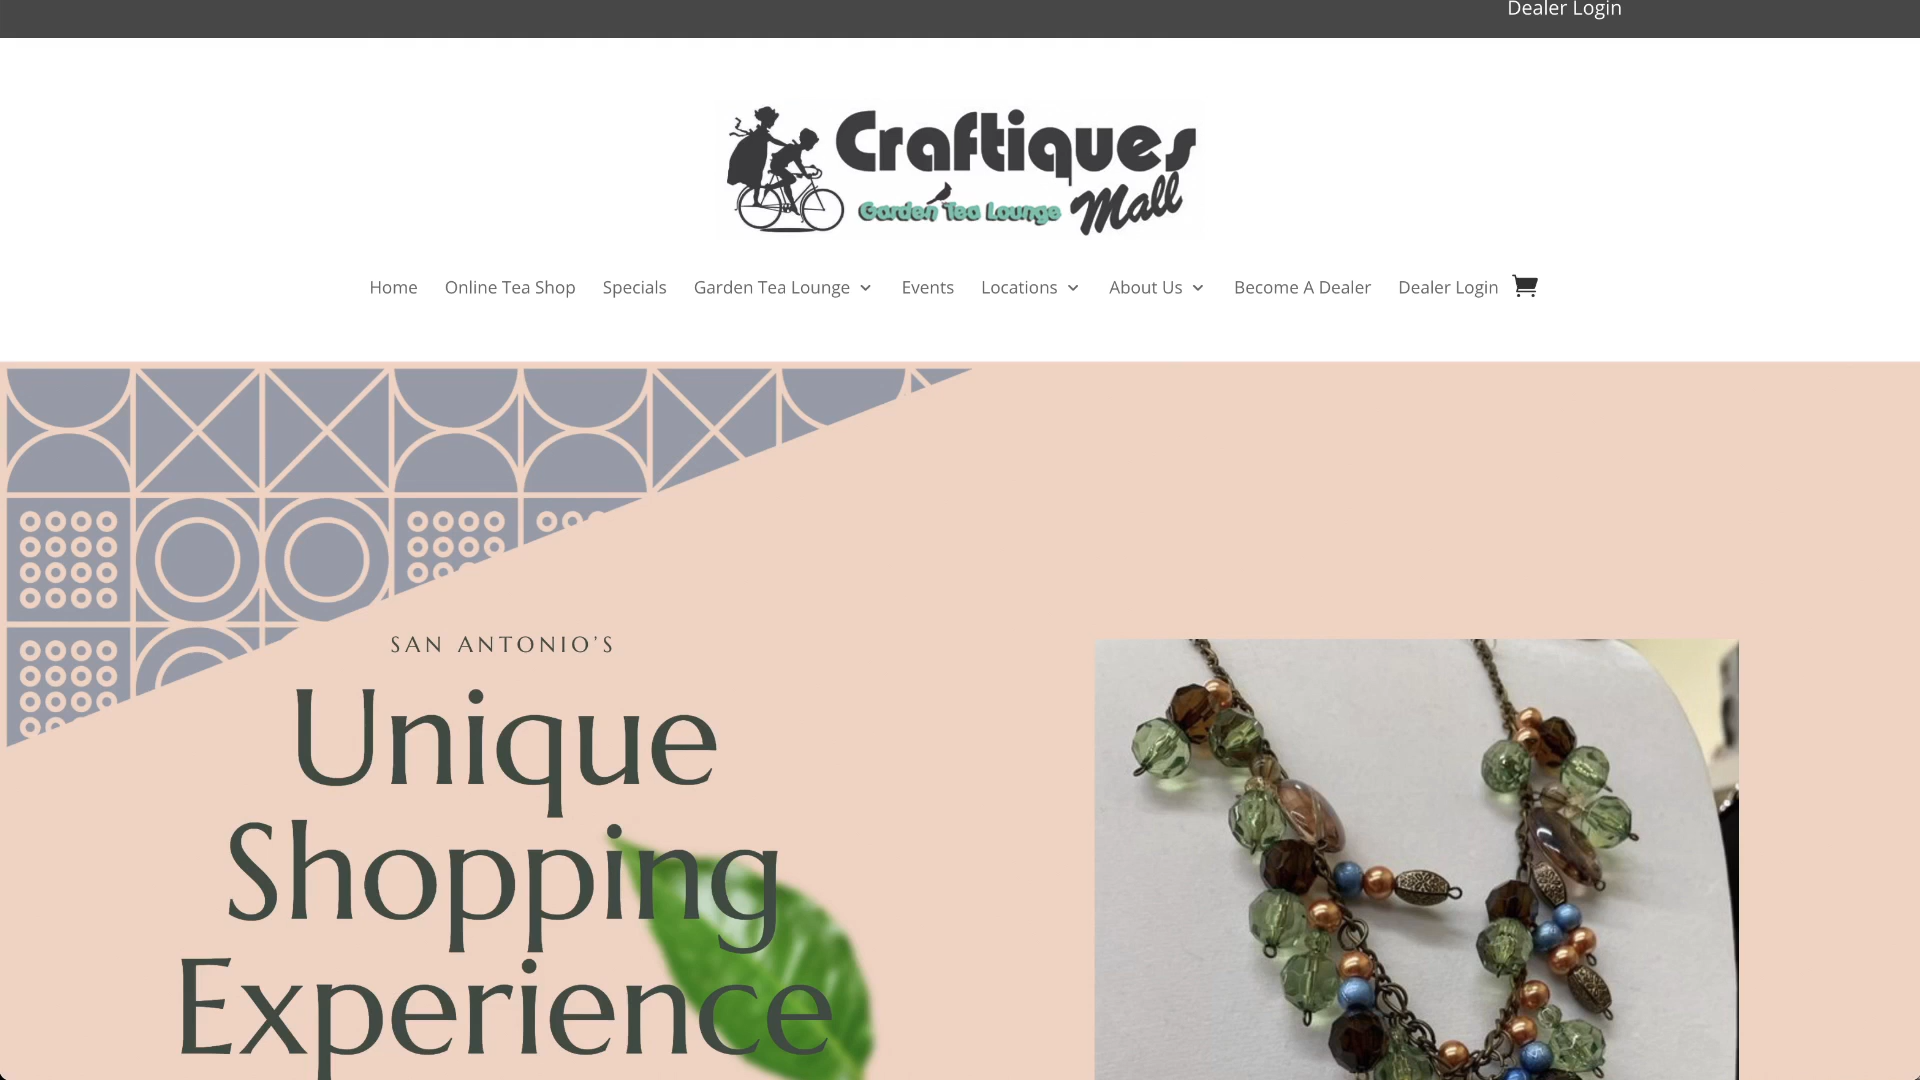 Dealer Login
Craftiques
Garden Tea Lounge Mall
Home Online Tea Shop Specials Garden Tea Lounge Events Locations About Us Become A Dealer Dealer Login
SAN ANTONIO'S
Unique
Shopping
Experience